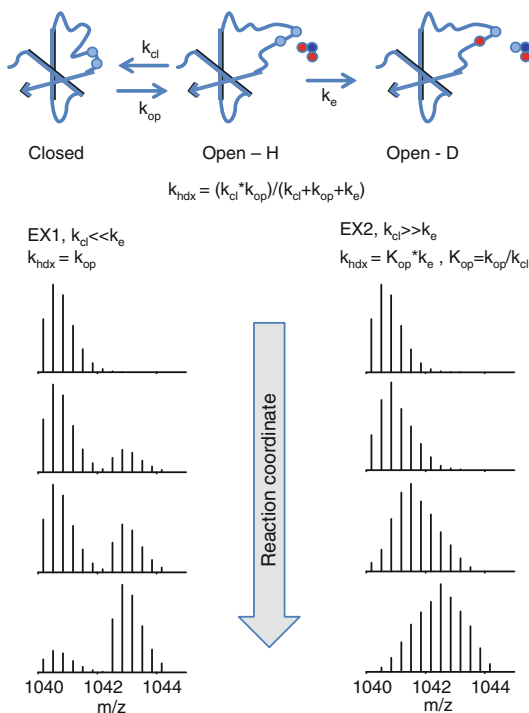 k_cl
k_op
k_e
Closed
Open – H
Open - D
k_hdx = (k_cl*k_op)/(k_cl+k_op+k_e)
EX1, k_cl<<k_e
k_hdx = k_op
EX2, k_cl>>k_e
k_hdx = K_op*k_e , K_op=k_op/k_cl
Reaction coordinate
1040 1042 1044
m/z
1040 1042 1044
m/z